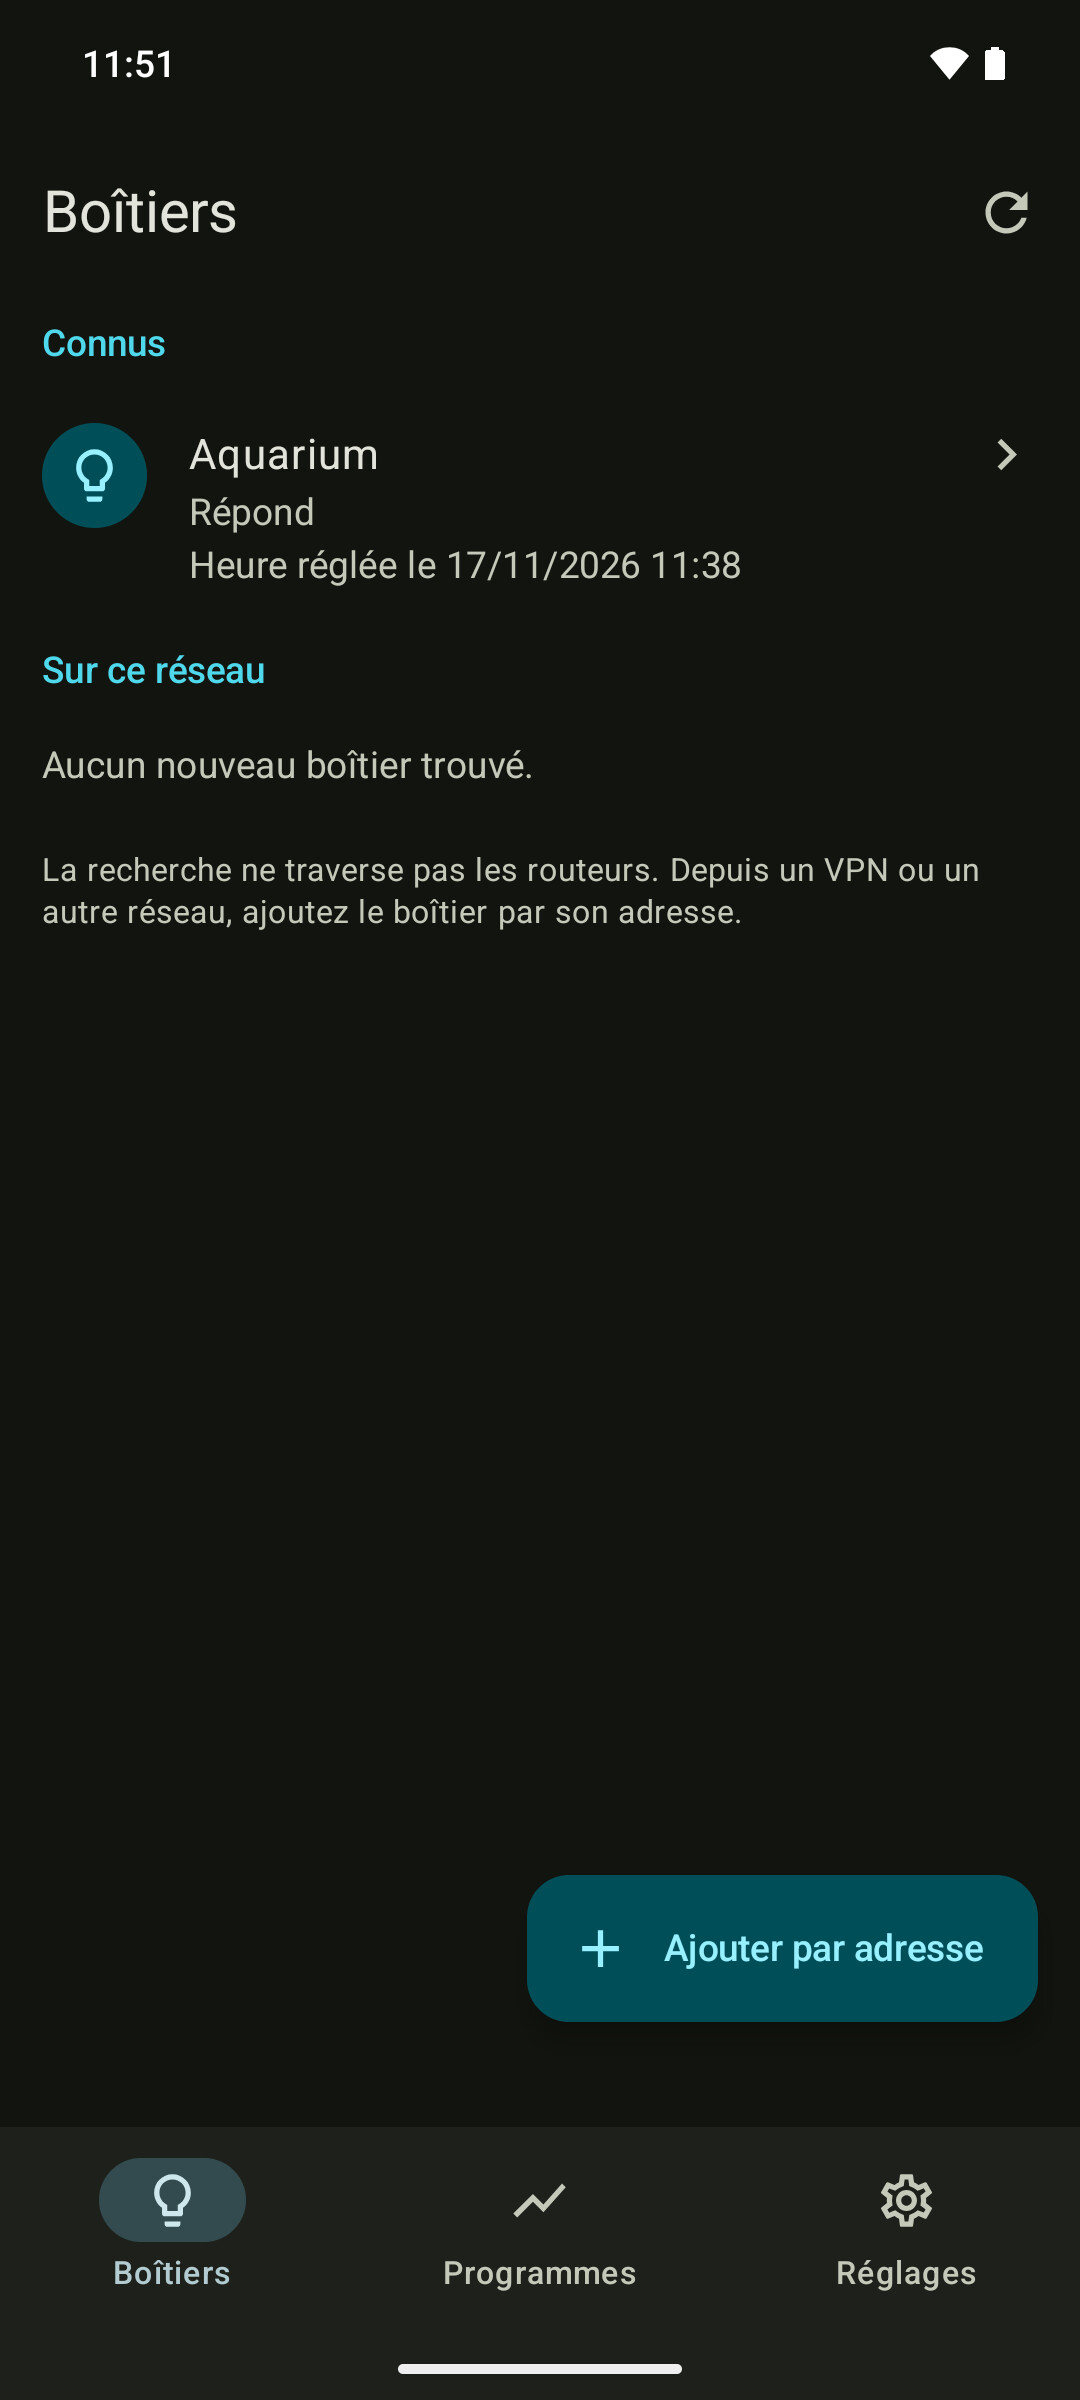 11:51
Boîtiers
Connus
Aquarium
Répond
Heure réglée le 17/11/2026 11:38
Sur ce réseau
Aucun nouveau boîtier trouvé.
La recherche ne traverse pas les routeurs. Depuis un VPN ou un
autre réseau, ajoutez le boîtier par son adresse.
Ajouter par adresse
Boîtiers
Programmes
Réglages